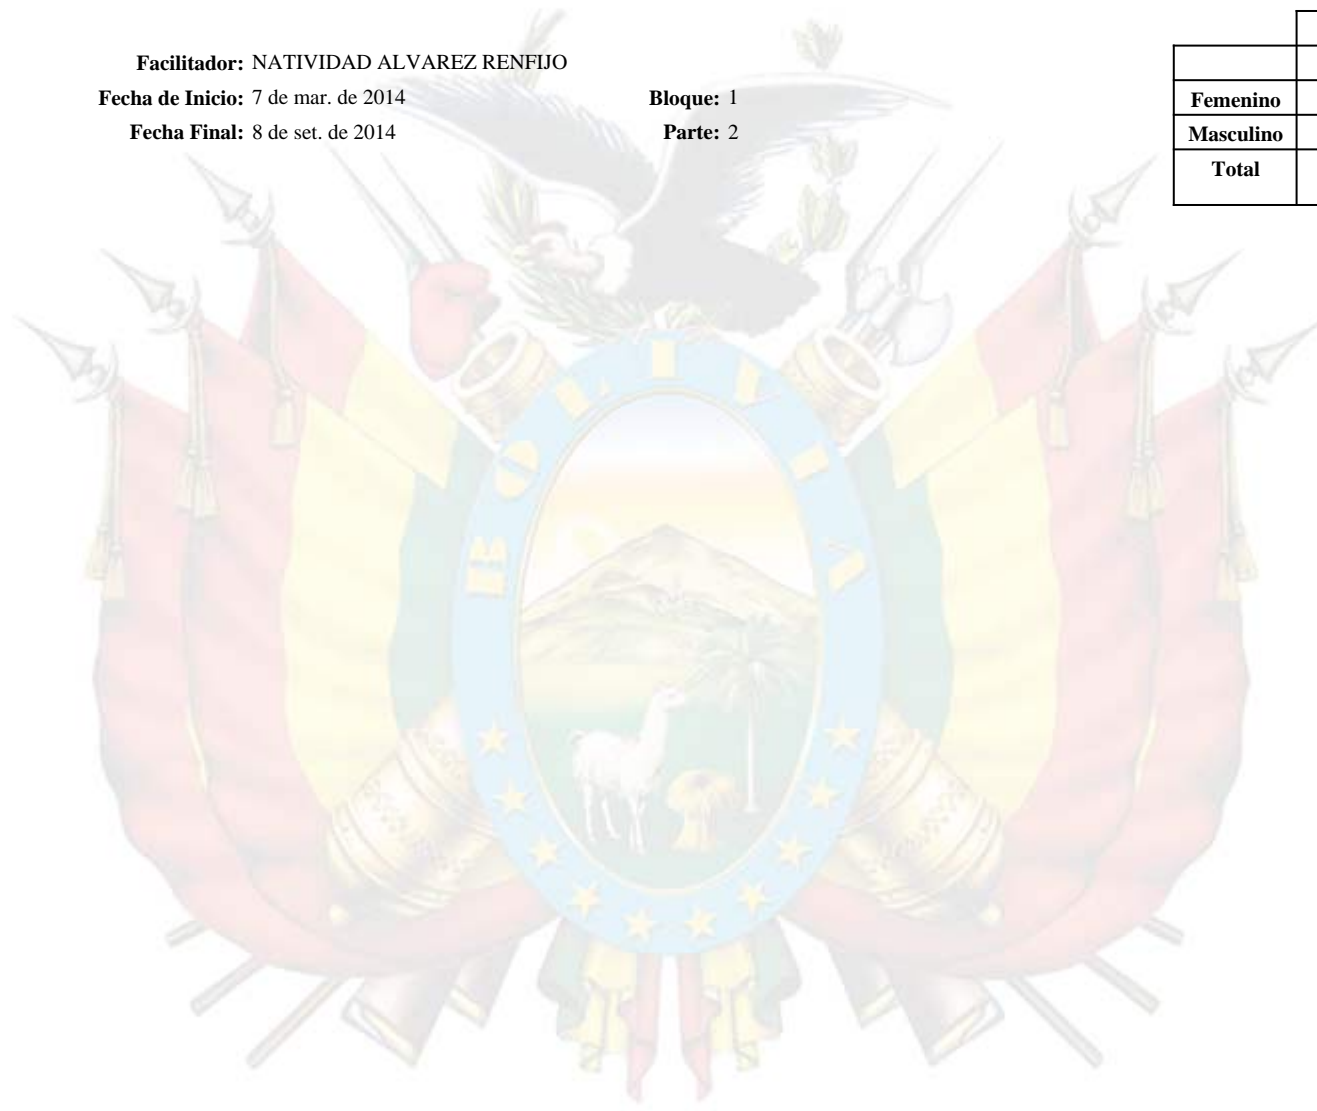 Facilitador: NATIVIDAD ALVAREZ RENFIJO
Fecha de Inicio: 7 de mar. de 2014 Bloque: 1
Femenino
Fecha Final: 8 de set. de 2014 Parte: 2
Masculino
Total
BOLIVIA